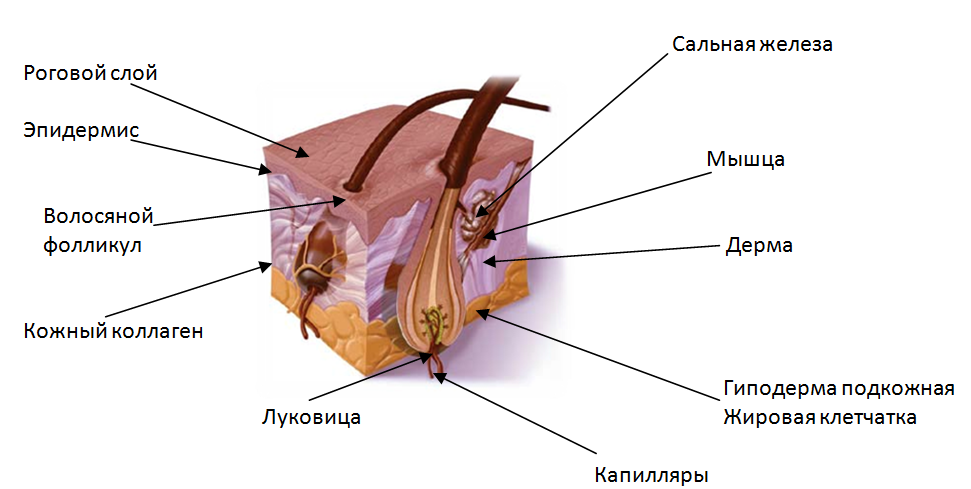 Сальная железа
Роговой слой
Эпидермис
Мышца
Волосяной
фолликул
Дерма
Кожный коллаген
Гиподерма подкожная
Жировая клетчатка
Луковица
Капилляры